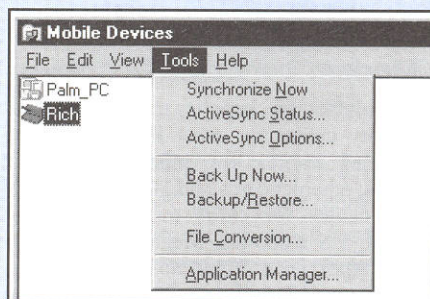 Mobile Devices
File Edit View Tools Help
Palm_PC
Rich
Synchronize Now
ActiveSync Status...
ActiveSync Options...
Back Up Now...
Backup/Restore...
File Conversion...
Application Manager...